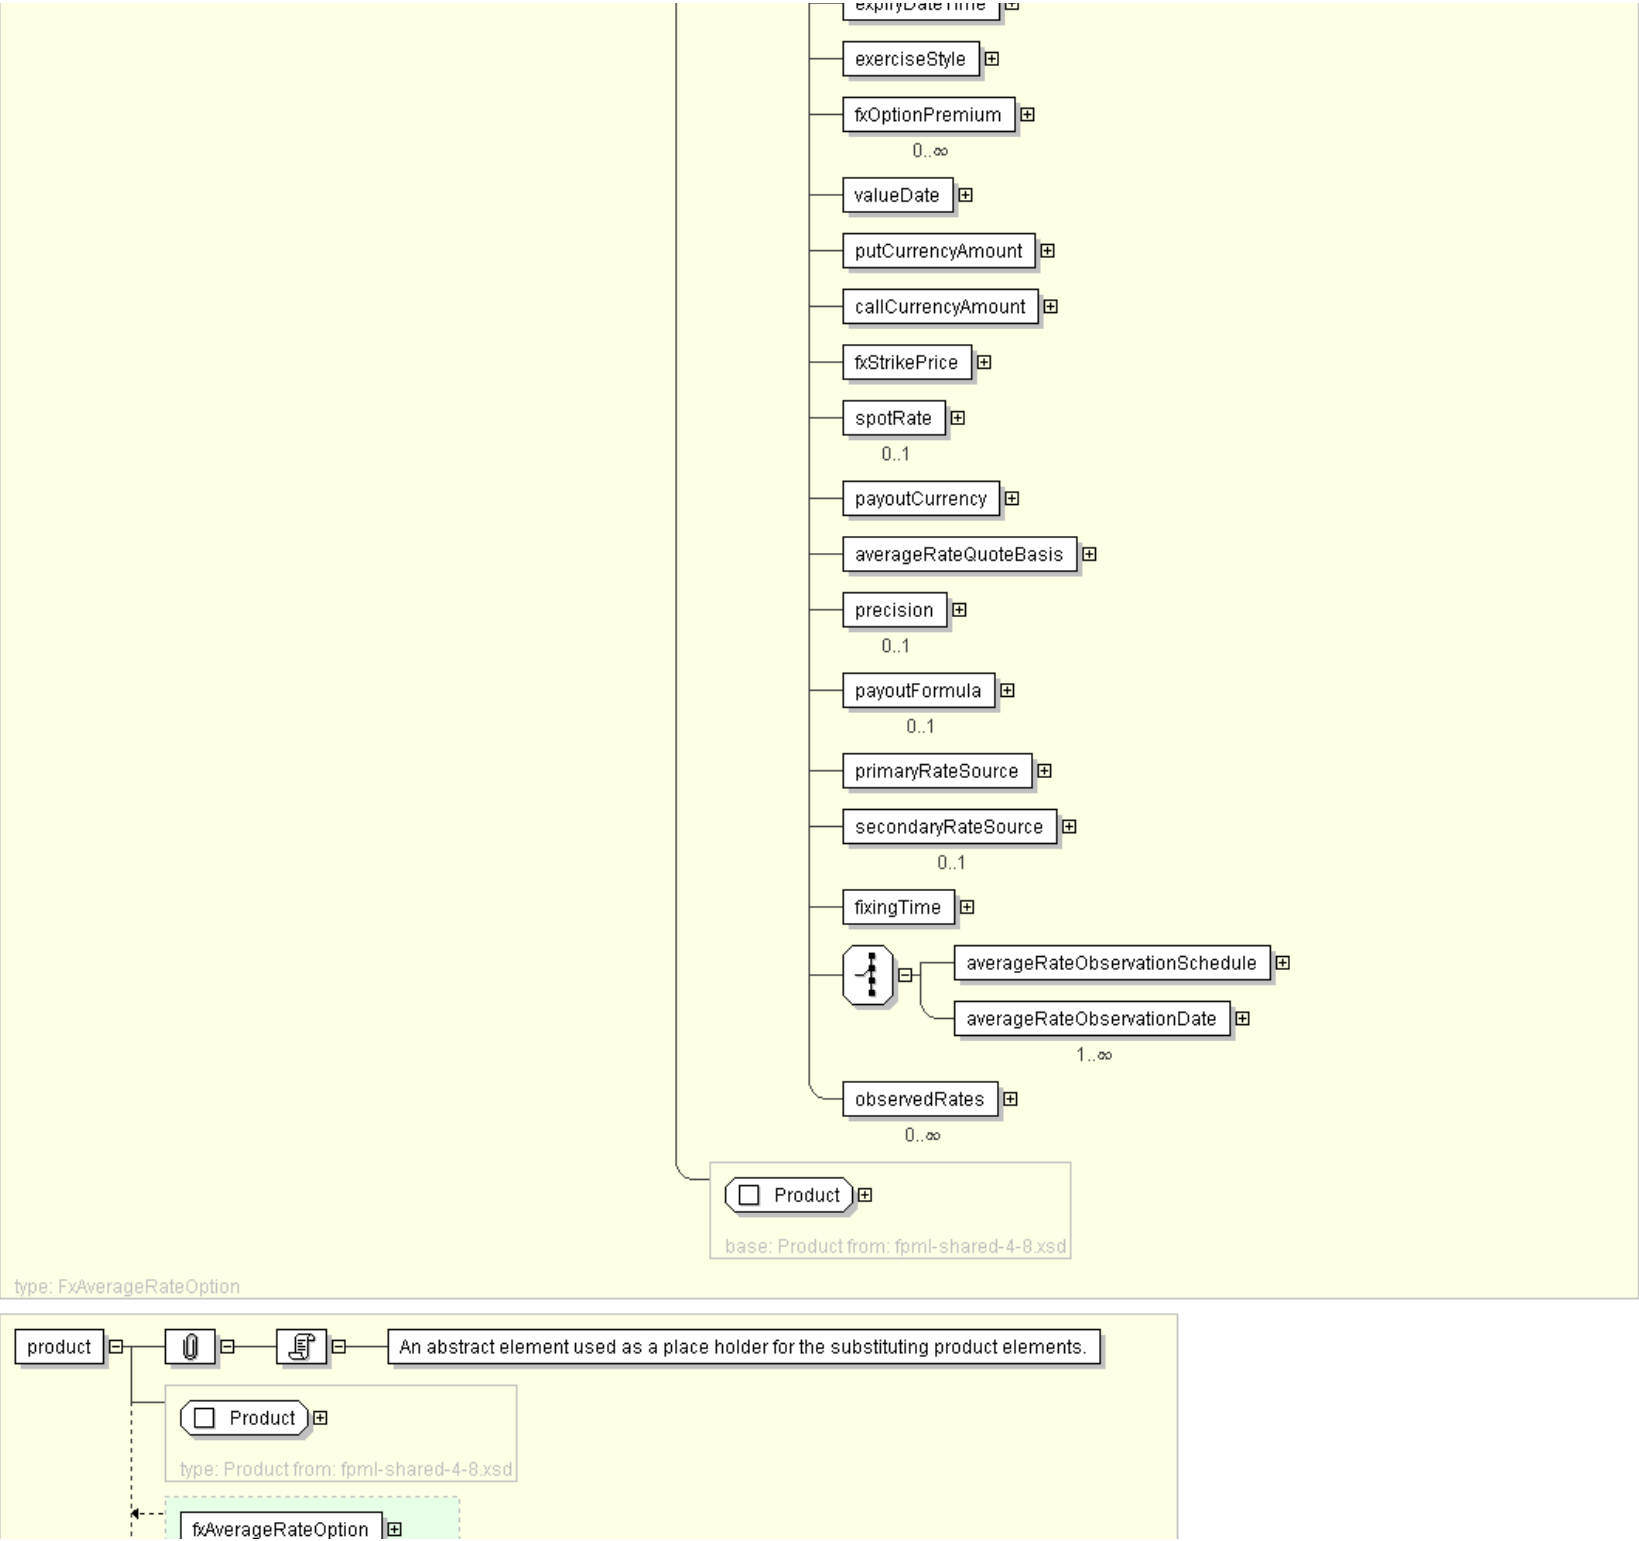 expiryDateTime
exerciseStyle
fxOptionPremium
0..∞
valueDate
putCurrencyAmount
callCurrencyAmount
fxStrikePrice
spotRate
0..1
payoutCurrency
averageRateQuoteBasis
precision
0..1
payoutFormula
0..1
primaryRateSource
secondaryRateSource
0..1
fixingTime
averageRateObservationSchedule
averageRateObservationDate
1..∞
observedRates
0..∞
Product
base: Product from: fpml-shared-4-8.xsd
type: FxAverageRateOption
product An abstract element used as a place holder for the substituting product elements.
Product
type: Product from: fpml-shared-4-8.xsd
fxAverageRateOption